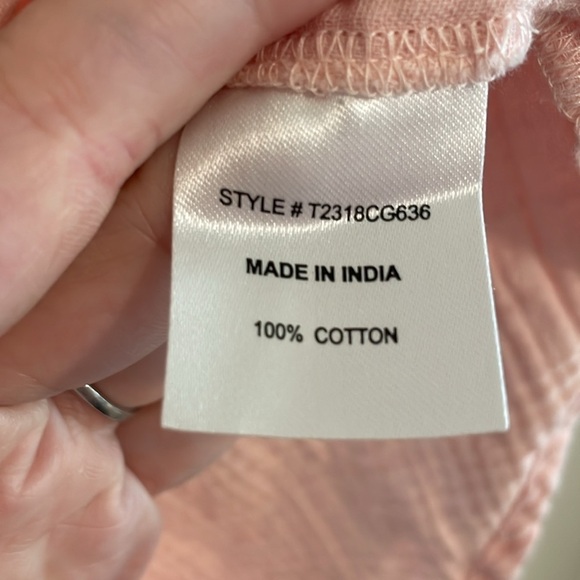 STYLE # T2318CG636
MADE IN INDIA
100% COTTON